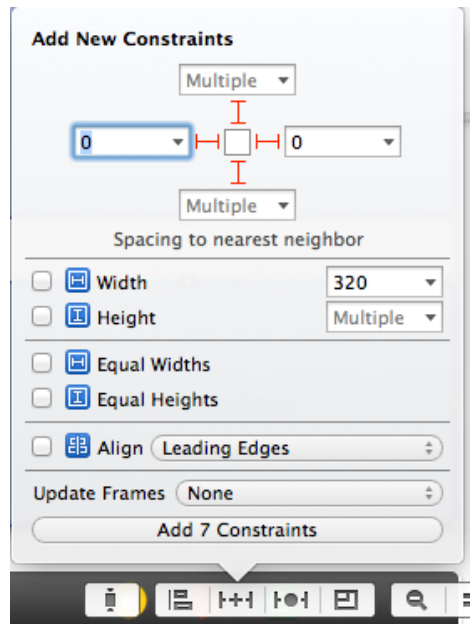 Add New Constraints
Multiple
0 0
Multiple
Spacing to nearest neighbor
Width 320
Height Multiple
Equal Widths
Equal Heights
Align Leading Edges
Update Frames None
Add 7 Constraints